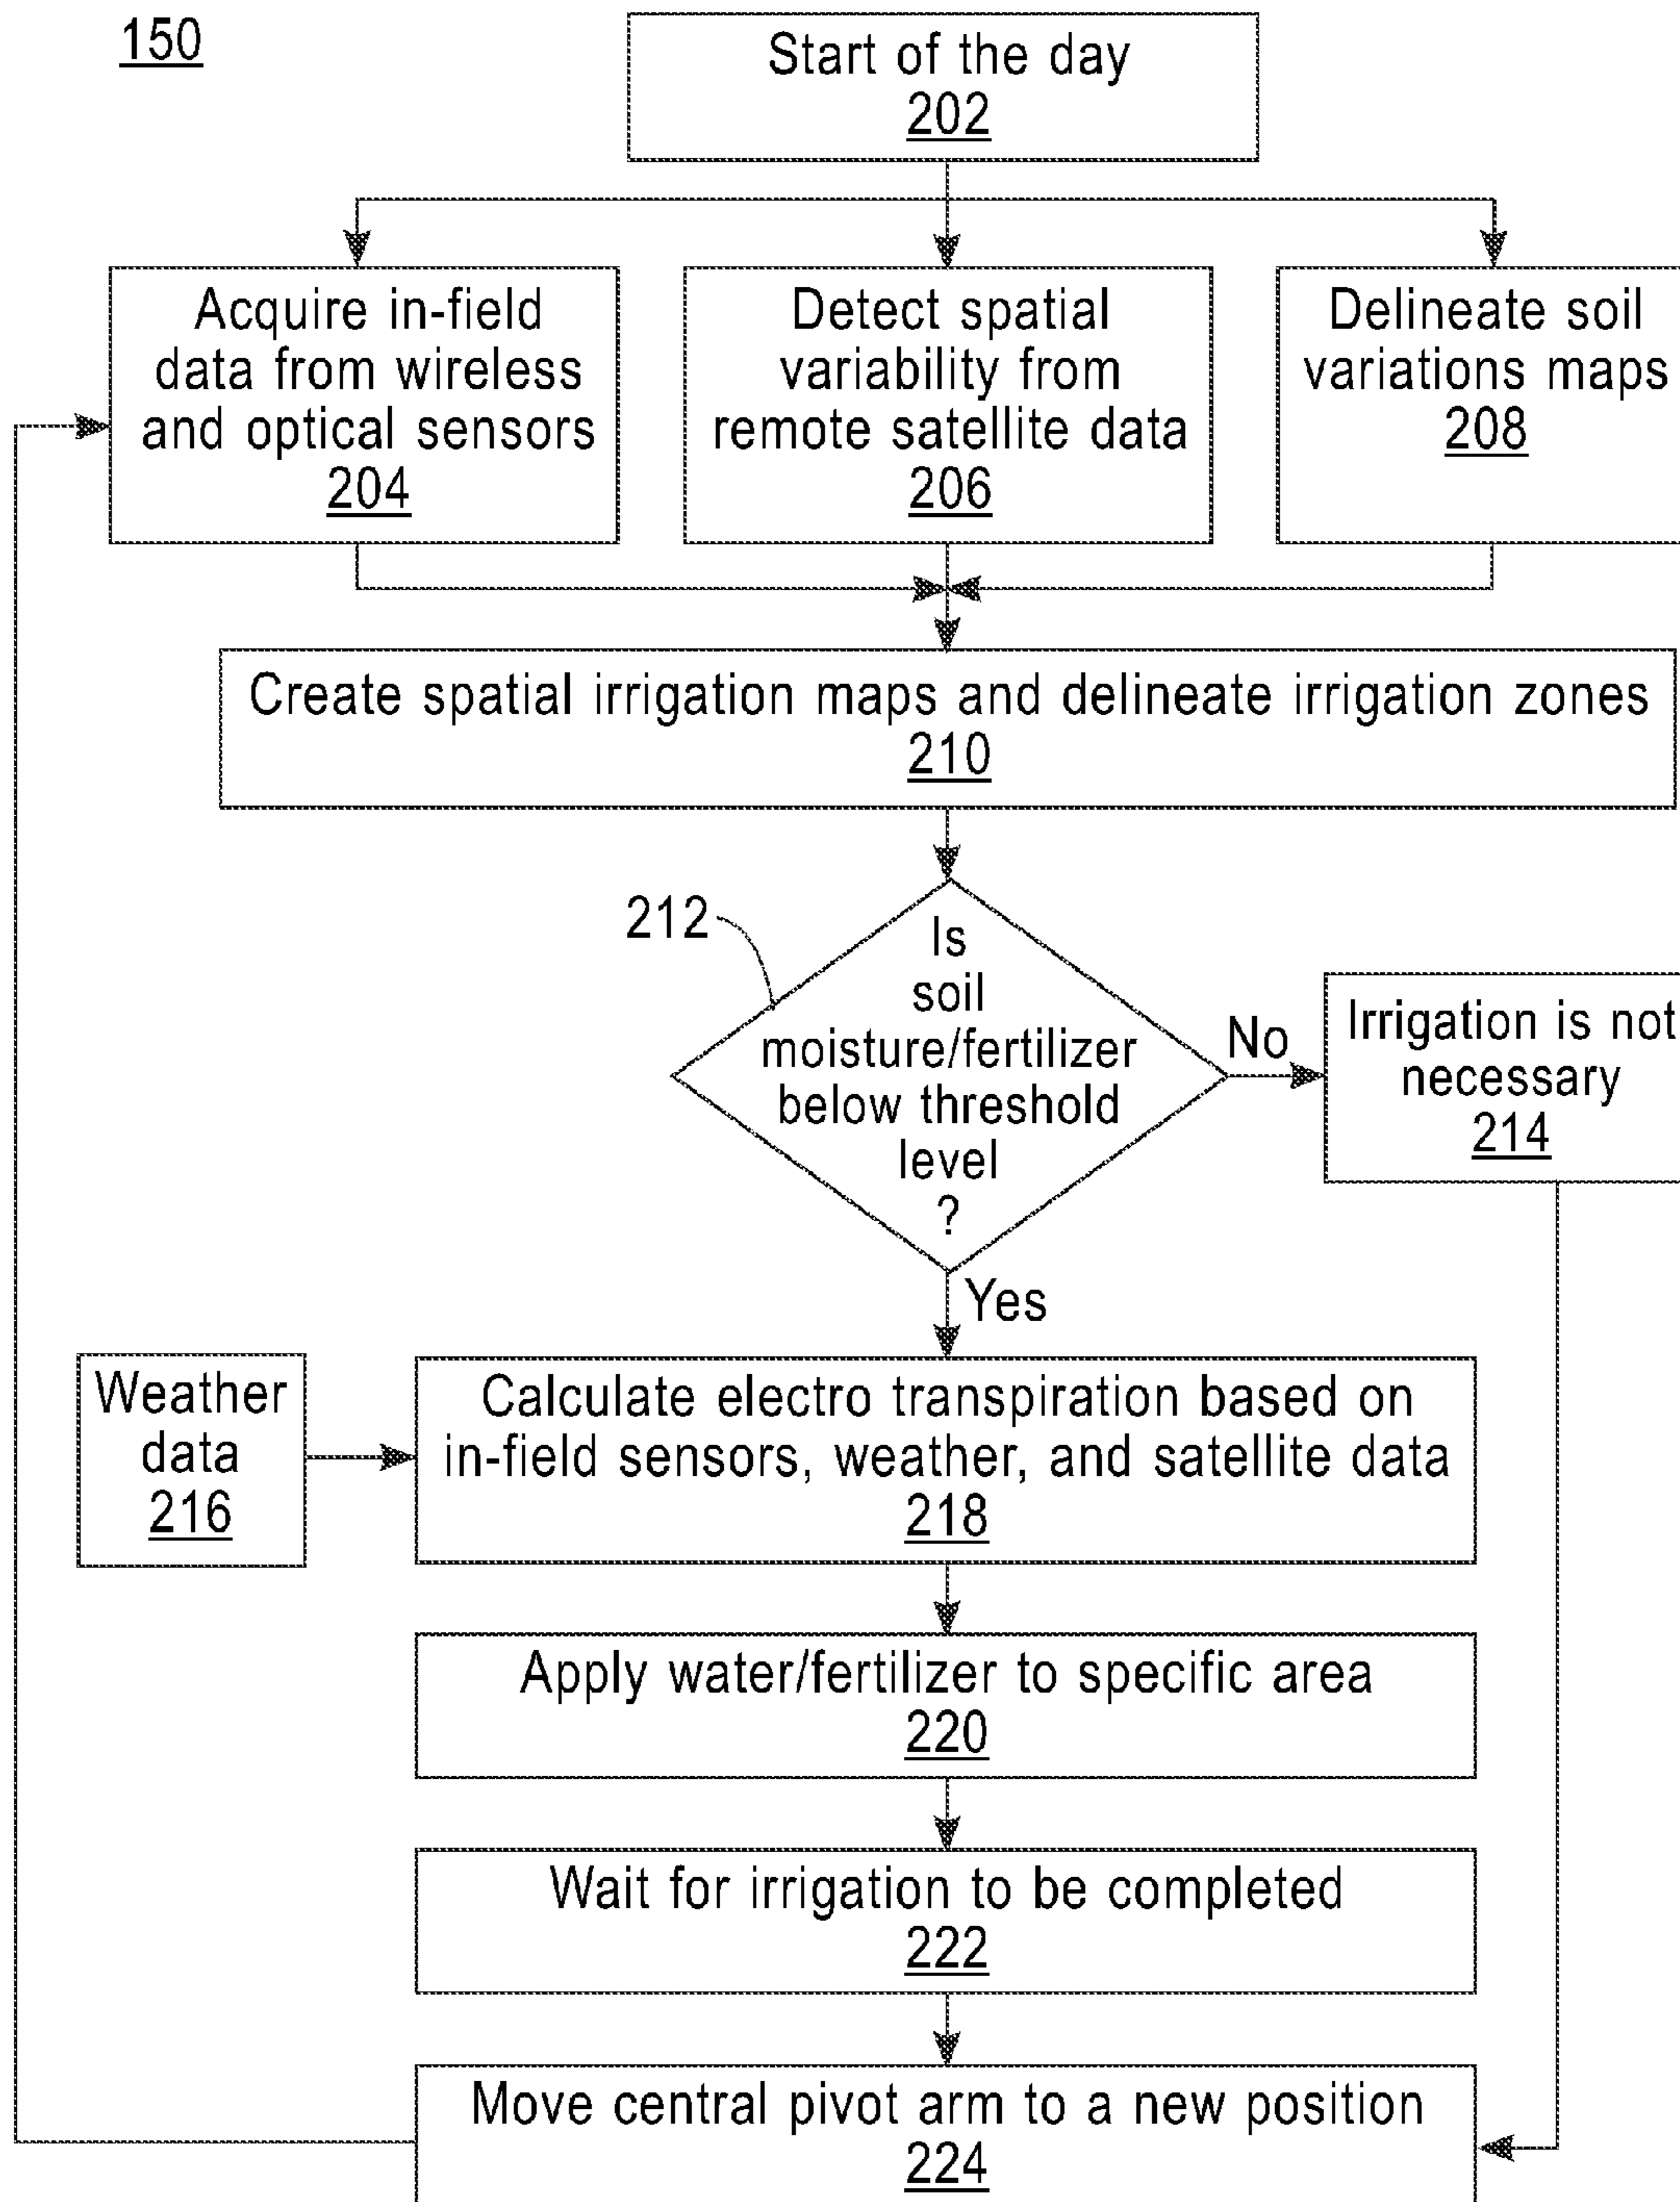 150
Start of the day
202
Acquire in-field
data from wireless
and optical sensors
204
Detect spatial
variability from
remote satellite data
206
Delineate soil
variations maps
208
Create spatial irrigation maps and delineate irrigation zones
210
212
Is
soil
moisture/fertilizer
below threshold
level
?
No
Irrigation is not
necessary
214
Yes
Weather
data
216
Calculate electro transpiration based on
in-field sensors, weather, and satellite data
218
Apply water/fertilizer to specific area
220
Wait for irrigation to be completed
222
Move central pivot arm to a new position
224